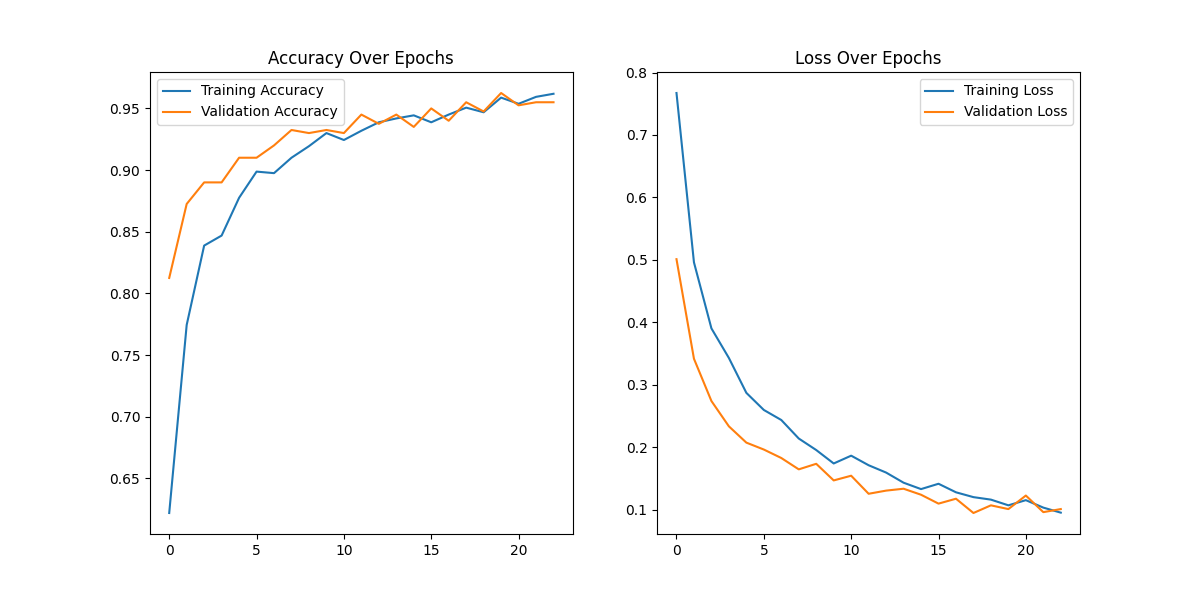 Accuracy Over Epochs
Training Accuracy
Validation Accuracy
0.95
0.90
0.85
0.80
0.75
0.70
0.65
0 5 10 15 20
Loss Over Epochs
Training Loss
Validation Loss
0.8
0.7
0.6
0.5
0.4
0.3
0.2
0.1
0 5 10 15 20